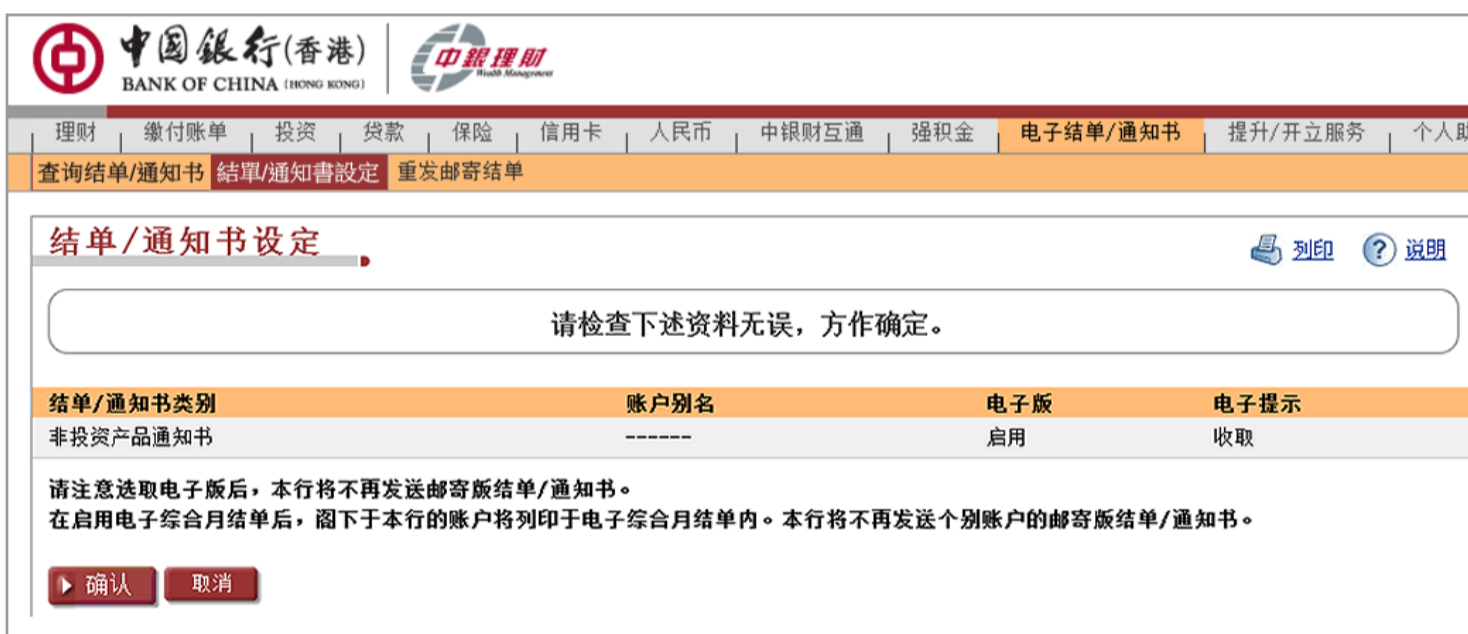 中国銀行(香港)
BANK OF CHINA (HONG KONG)
中銀理財
Wealth Management
理财 缴付账单 投资 贷款 保险 信用卡 人民币 中银财互通 强积金 电子结单/通知书 提升/开立服务 个人
查询结单/通知书 結單/通知書設定 重发邮寄结单
结单/通知书设定
列印 说明
请检查下述资料无误，方作确定。
结单/通知书类别 账户别名 电子版 电子提示
非投资产品通知书 ------ 启用 收取
请注意选取电子版后，本行将不再发送邮寄版结单/通知书。
在启用电子综合月结单后，阁下于本行的账户将列印于电子综合月结单内。本行将不再发送个别账户的邮寄版结单/通知书。
确认 取消